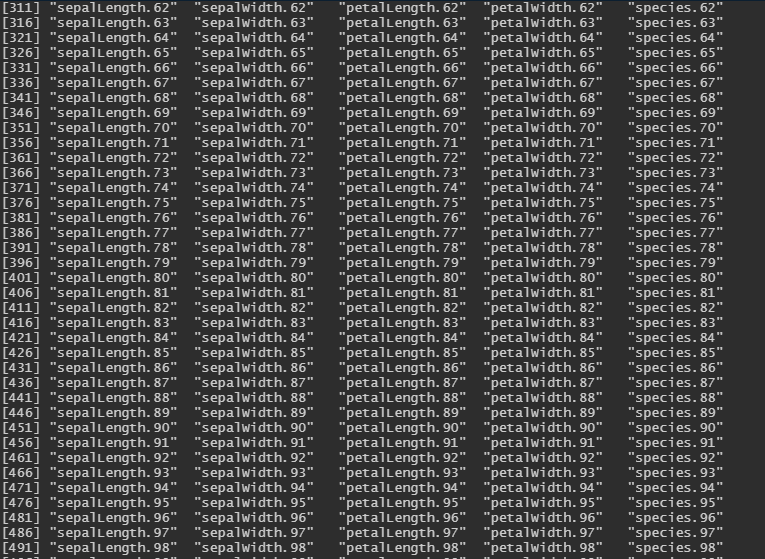 [311] "sepalLength.62" "sepalWidth.62" "petalLength.62" "petalWidth.62" "species.62"
[316] "sepalLength.63" "sepalWidth.63" "petalLength.63" "petalWidth.63" "species.63"
[321] "sepalLength.64" "sepalWidth.64" "petalLength.64" "petalWidth.64" "species.64"
[326] "sepalLength.65" "sepalWidth.65" "petalLength.65" "petalWidth.65" "species.65"
[331] "sepalLength.66" "sepalWidth.66" "petalLength.66" "petalWidth.66" "species.66"
[336] "sepalLength.67" "sepalWidth.67" "petalLength.67" "petalWidth.67" "species.67"
[341] "sepalLength.68" "sepalWidth.68" "petalLength.68" "petalWidth.68" "species.68"
[346] "sepalLength.69" "sepalWidth.69" "petalLength.69" "petalWidth.69" "species.69"
[351] "sepalLength.70" "sepalWidth.70" "petalLength.70" "petalWidth.70" "species.70"
[356] "sepalLength.71" "sepalWidth.71" "petalLength.71" "petalWidth.71" "species.71"
[361] "sepalLength.72" "sepalWidth.72" "petalLength.72" "petalWidth.72" "species.72"
[366] "sepalLength.73" "sepalWidth.73" "petalLength.73" "petalWidth.73" "species.73"
[371] "sepalLength.74" "sepalWidth.74" "petalLength.74" "petalWidth.74" "species.74"
[376] "sepalLength.75" "sepalWidth.75" "petalLength.75" "petalWidth.75" "species.75"
[381] "sepalLength.76" "sepalWidth.76" "petalLength.76" "petalWidth.76" "species.76"
[386] "sepalLength.77" "sepalWidth.77" "petalLength.77" "petalWidth.77" "species.77"
[391] "sepalLength.78" "sepalWidth.78" "petalLength.78" "petalWidth.78" "species.78"
[396] "sepalLength.79" "sepalWidth.79" "petalLength.79" "petalWidth.79" "species.79"
[401] "sepalLength.80" "sepalWidth.80" "petalLength.80" "petalWidth.80" "species.80"
[406] "sepalLength.81" "sepalWidth.81" "petalLength.81" "petalWidth.81" "species.81"
[411] "sepalLength.82" "sepalWidth.82" "petalLength.82" "petalWidth.82" "species.82"
[416] "sepalLength.83" "sepalWidth.83" "petalLength.83" "petalWidth.83" "species.83"
[421] "sepalLength.84" "sepalWidth.84" "petalLength.84" "petalWidth.84" "species.84"
[426] "sepalLength.85" "sepalWidth.85" "petalLength.85" "petalWidth.85" "species.85"
[431] "sepalLength.86" "sepalWidth.86" "petalLength.86" "petalWidth.86" "species.86"
[436] "sepalLength.87" "sepalWidth.87" "petalLength.87" "petalWidth.87" "species.87"
[441] "sepalLength.88" "sepalWidth.88" "petalLength.88" "petalWidth.88" "species.88"
[446] "sepalLength.89" "sepalWidth.89" "petalLength.89" "petalWidth.89" "species.89"
[451] "sepalLength.90" "sepalWidth.90" "petalLength.90" "petalWidth.90" "species.90"
[456] "sepalLength.91" "sepalWidth.91" "petalLength.91" "petalWidth.91" "species.91"
[461] "sepalLength.92" "sepalWidth.92" "petalLength.92" "petalWidth.92" "species.92"
[466] "sepalLength.93" "sepalWidth.93" "petalLength.93" "petalWidth.93" "species.93"
[471] "sepalLength.94" "sepalWidth.94" "petalLength.94" "petalWidth.94" "species.94"
[476] "sepalLength.95" "sepalWidth.95" "petalLength.95" "petalWidth.95" "species.95"
[481] "sepalLength.96" "sepalWidth.96" "petalLength.96" "petalWidth.96" "species.96"
[486] "sepalLength.97" "sepalWidth.97" "petalLength.97" "petalWidth.97" "species.97"
[491] "sepalLength.98" "sepalWidth.98" "petalLength.98" "petalWidth.98" "species.98"